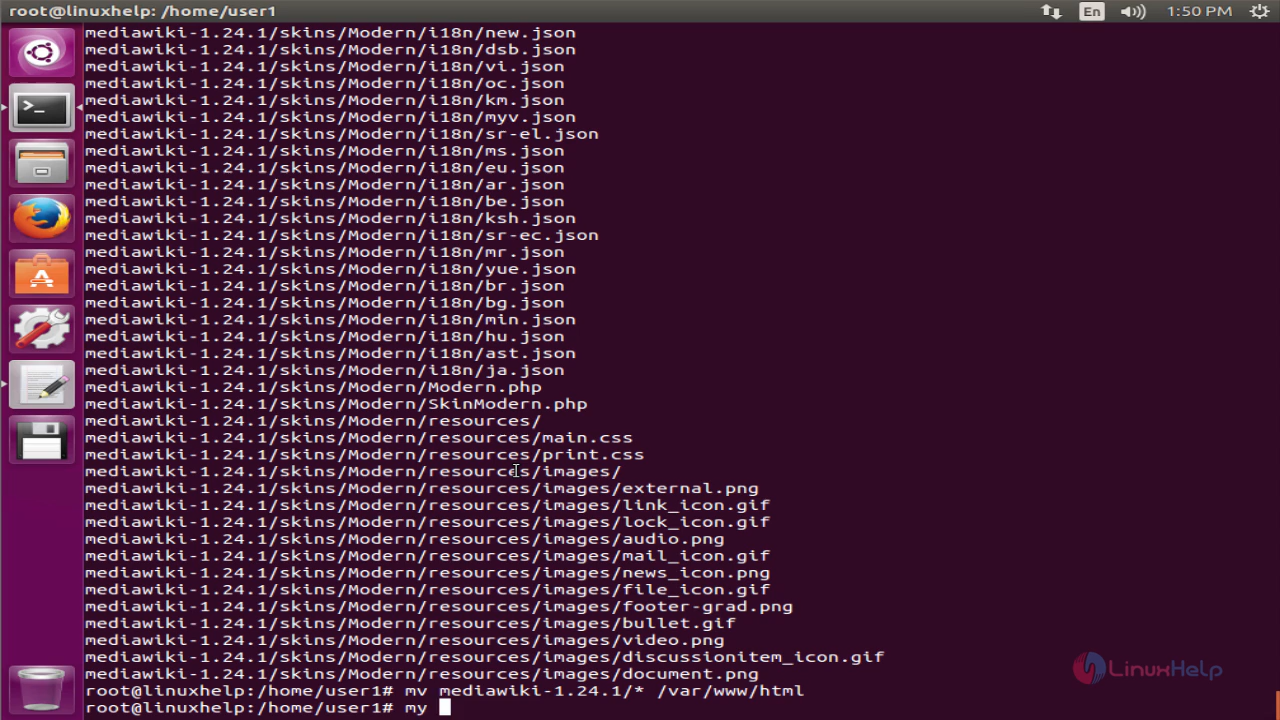 root@linuxhelp: /home/user1
En
1:50 PM
mediawiki-1.24.1/skins/Modern/i18n/new.json
mediawiki-1.24.1/skins/Modern/i18n/dsb.json
mediawiki-1.24.1/skins/Modern/i18n/vi.json
mediawiki-1.24.1/skins/Modern/i18n/oc.json
mediawiki-1.24.1/skins/Modern/i18n/km.json
mediawiki-1.24.1/skins/Modern/i18n/myv.json
mediawiki-1.24.1/skins/Modern/i18n/sr-el.json
mediawiki-1.24.1/skins/Modern/i18n/ms.json
mediawiki-1.24.1/skins/Modern/i18n/eu.json
mediawiki-1.24.1/skins/Modern/i18n/ar.json
mediawiki-1.24.1/skins/Modern/i18n/be.json
mediawiki-1.24.1/skins/Modern/i18n/ksh.json
mediawiki-1.24.1/skins/Modern/i18n/sr-ec.json
mediawiki-1.24.1/skins/Modern/i18n/mr.json
mediawiki-1.24.1/skins/Modern/i18n/yue.json
mediawiki-1.24.1/skins/Modern/i18n/br.json
mediawiki-1.24.1/skins/Modern/i18n/bg.json
mediawiki-1.24.1/skins/Modern/i18n/min.json
mediawiki-1.24.1/skins/Modern/i18n/hu.json
mediawiki-1.24.1/skins/Modern/i18n/ast.json
mediawiki-1.24.1/skins/Modern/i18n/ja.json
mediawiki-1.24.1/skins/Modern/Modern.php
mediawiki-1.24.1/skins/Modern/SkinModern.php
mediawiki-1.24.1/skins/Modern/resources/
mediawiki-1.24.1/skins/Modern/resources/main.css
mediawiki-1.24.1/skins/Modern/resources/print.css
mediawiki-1.24.1/skins/Modern/resources/images/
mediawiki-1.24.1/skins/Modern/resources/images/external.png
mediawiki-1.24.1/skins/Modern/resources/images/link_icon.gif
mediawiki-1.24.1/skins/Modern/resources/images/lock_icon.gif
mediawiki-1.24.1/skins/Modern/resources/images/audio.png
mediawiki-1.24.1/skins/Modern/resources/images/mail_icon.gif
mediawiki-1.24.1/skins/Modern/resources/images/news_icon.png
mediawiki-1.24.1/skins/Modern/resources/images/file_icon.gif
mediawiki-1.24.1/skins/Modern/resources/images/footer-grad.png
mediawiki-1.24.1/skins/Modern/resources/images/bullet.gif
mediawiki-1.24.1/skins/Modern/resources/images/video.png
mediawiki-1.24.1/skins/Modern/resources/images/discussionitem_icon.gif
mediawiki-1.24.1/skins/Modern/resources/images/document.png
root@linuxhelp:/home/user1# mv mediawiki-1.24.1/* /var/www/html
root@linuxhelp:/home/user1# my
LinuxHelp